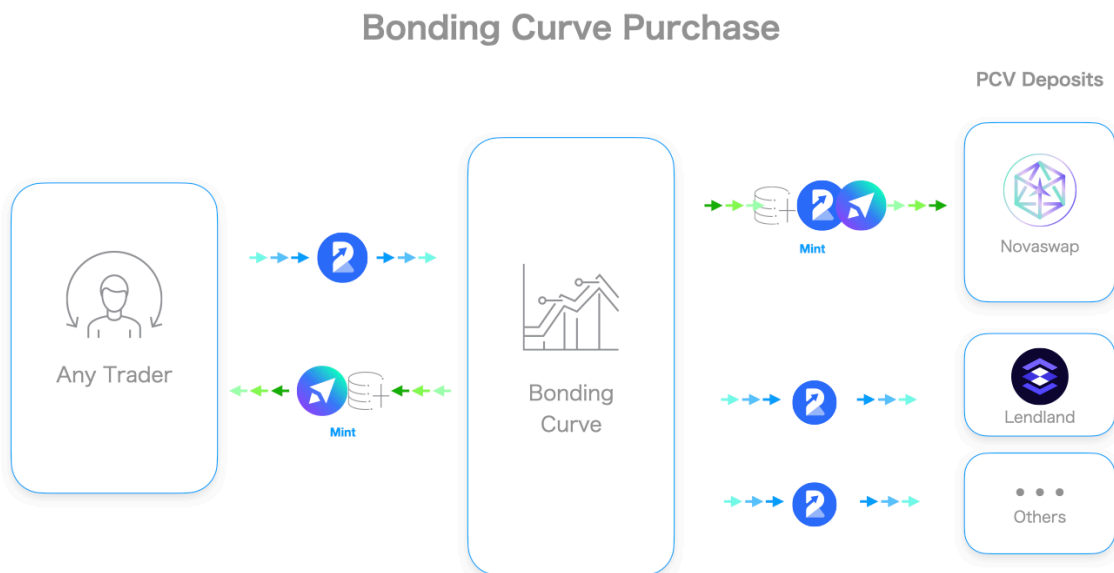 Bonding Curve Purchase
PCV Deposits
Any Trader
Mint
Bonding
Curve
Mint
Novaswap
Lendland
Others